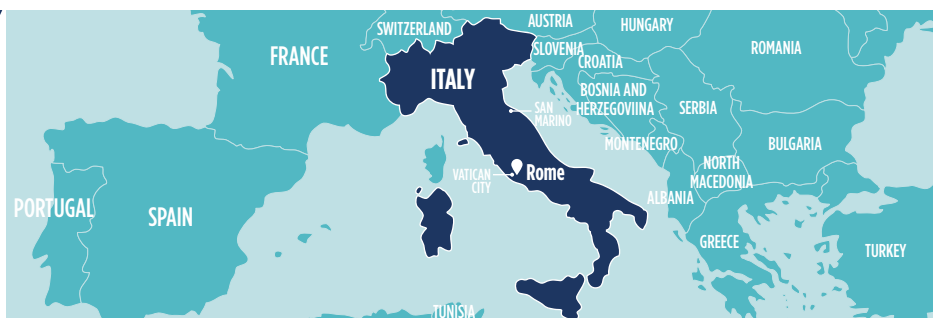 AUSTRIA
HUNGARY
SWITZERLAND
ROMANIA
FRANCE
SLOVENIA
CROATIA
ITALY
BOSNIA AND
HERZEGOVIINA
SERBIA
SAN
MARINO
MONTENEGRO
BULGARIA
NORTH
MACEDONIA
VATICAN
CITY
Rome
ALBANIA
PORTUGAL
SPAIN
GREECE
TURKEY
TUNISIA